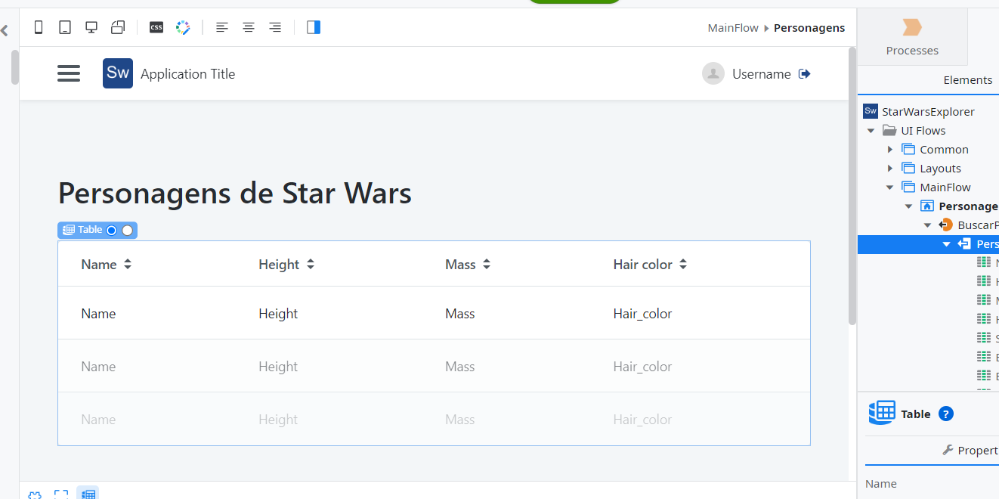 css
MainFlow Personagens
Processes
Sw Application Title
Username
Elements
Sw StarWarsExplorer
UI Flows
Common
Layouts
MainFlow
Personage
BuscarP
Pers
Personagens de Star Wars
Table
Name Height Mass Hair color
Name Height Mass Hair_color
Name Height Mass Hair_color
Name Height Mass Hair_color
Table ?
Propert
Name